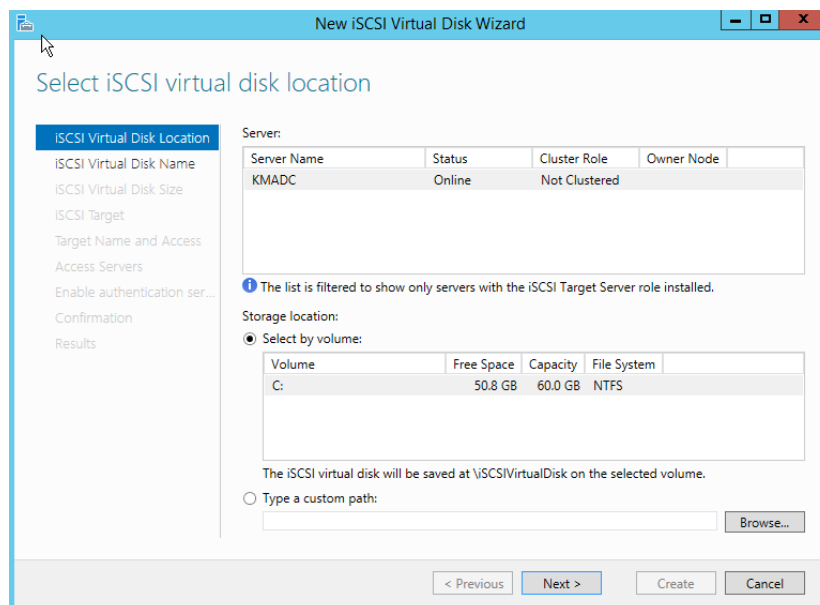 New iSCSI Virtual Disk Wizard
Select iSCSI virtual disk location
iSCSI Virtual Disk Location
iSCSI Virtual Disk Name
iSCSI Virtual Disk Size
iSCSI Target
Target Name and Access
Access Servers
Enable authentication ser...
Confirmation
Results
Server:
Server Name Status Cluster Role Owner Node
KMADC Online Not Clustered
The list is filtered to show only servers with the iSCSI Target Server role installed.
Storage location:
Select by volume:
Volume Free Space Capacity File System
C: 50.8 GB 60.0 GB NTFS
The iSCSI virtual disk will be saved at \iSCSIVirtualDisk on the selected volume.
Type a custom path:
Browse...
< Previous Next > Create Cancel